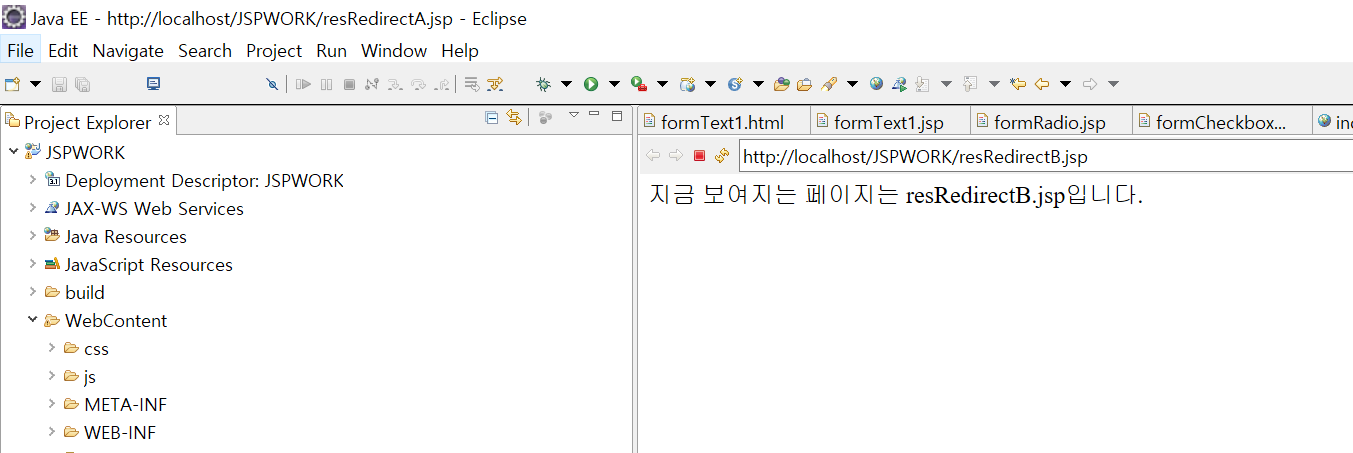 Java EE - http://localhost/JSPWORK/resRedirectA.jsp - Eclipse
File Edit Navigate Search Project Run Window Help
Project Explorer
JSPWORK
Deployment Descriptor: JSPWORK
JAX-WS Web Services
Java Resources
JavaScript Resources
build
WebContent
css
js
META-INF
WEB-INF
formText1.html formText1.jsp formRadio.jsp formCheckbox...
http://localhost/JSPWORK/resRedirectB.jsp
지금 보여지는 페이지는 resRedirectB.jsp입니다.